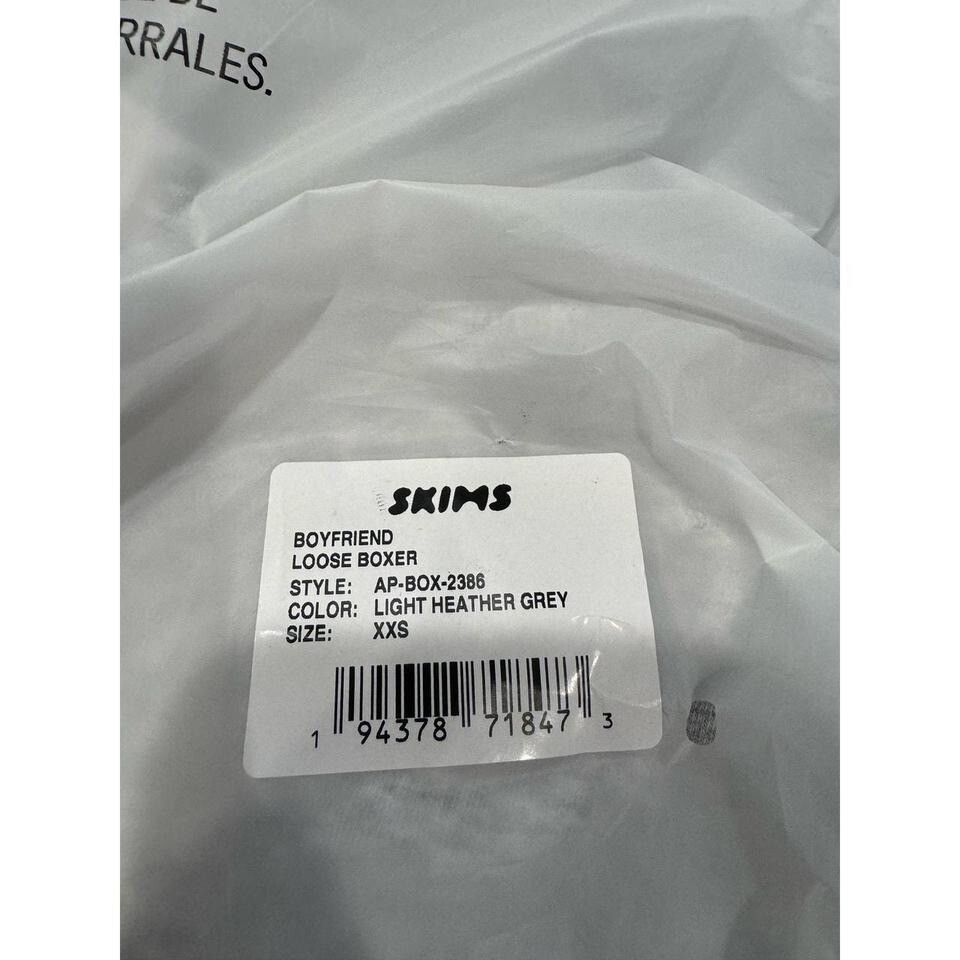 DE
RRALES.
SKIMS
BOYFRIEND
LOOSE BOXER
STYLE: AP-BOX-2386
COLOR: LIGHT HEATHER GREY
SIZE: XXS
1 94378 71847 3